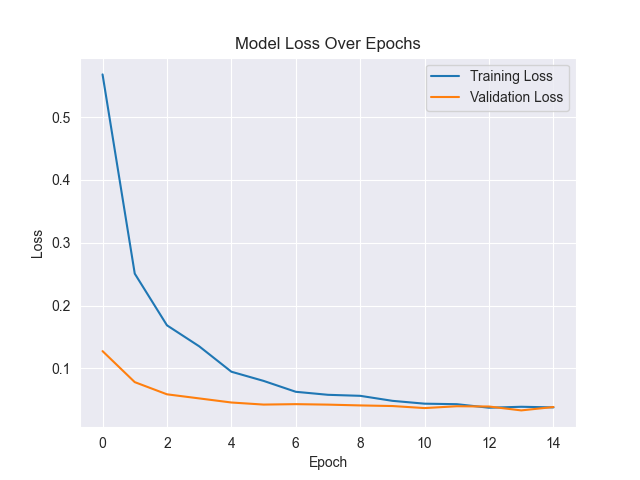 Model Loss Over Epochs
Training Loss
Validation Loss
Loss
0.5
0.4
0.3
0.2
0.1
0 2 4 6 8 10 12 14
Epoch